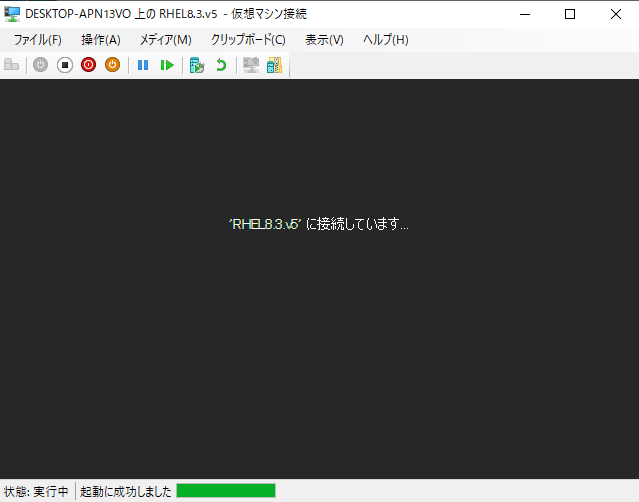 DESKTOP-APN13VO 上の RHEL8.3.v5 - 仮想マシン接続
ファイル(F) 操作(A) メディア(M) クリップボード(C) 表示(V) ヘルプ(H)
'RHEL8.3.v5' に接続しています...
状態: 実行中 起動に成功しました